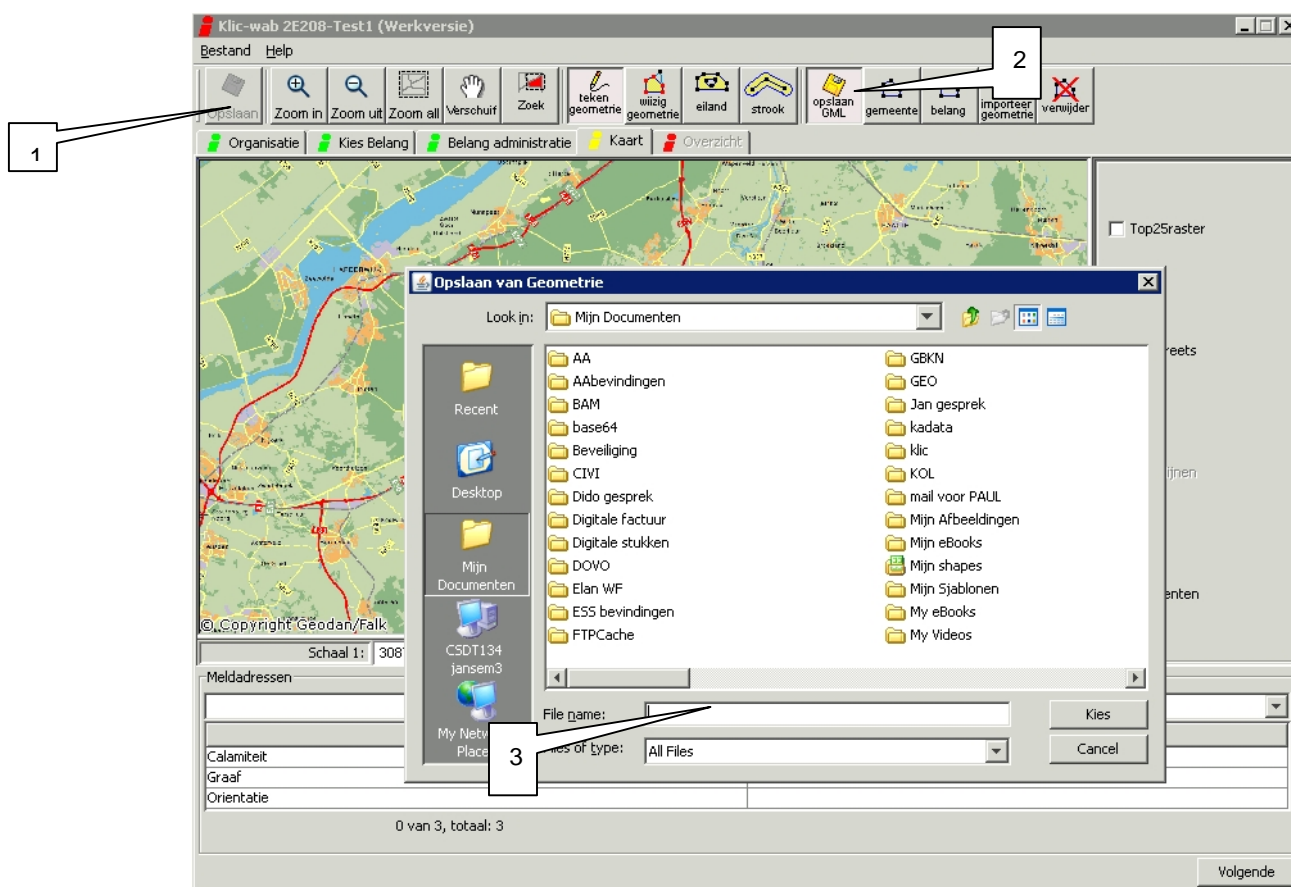 Klic-wab 2E208-Test1 (Werkversie)
Bestand Help
2
Opslaan
Zoom in
Zoom uit
Zoom all
Verschuif
Zoek
teken geometrie
wijzig geometrie
eiland
strook
opslaan GML
gemeente
belang
importeer geometrie
verwijder
1
Organisatie
Kies Belang
Belang administratie
Kaart
Overzicht
Top25raster
Opslaan van Geometrie
Look in:
Mijn Documenten
reets
AA
AAbevindingen
BAM
base64
Beveiliging
CIVI
Dido gesprek
Digitale factuur
Digitale stukken
DOVO
Elan WF
ESS bevindingen
FTPCache
GBKN
GEO
Jan gesprek
kadata
klic
KOL
mail voor PAUL
Mijn Afbeeldingen
Mijn eBooks
Mijn shapes
Mijn Sjablonen
My eBooks
My Videos
Recent
Desktop
Mijn Documenten
CSDT134 jansem3
My Netw
Place
ijnen
enten
© Copyright Geodan/Falk
Schaal 1: 308
Meldadressen
File name:
Kies
3
Files of type:
All Files
Cancel
Calamiteit
Graaf
Orientatie
0 van 3, totaal: 3
Volgende